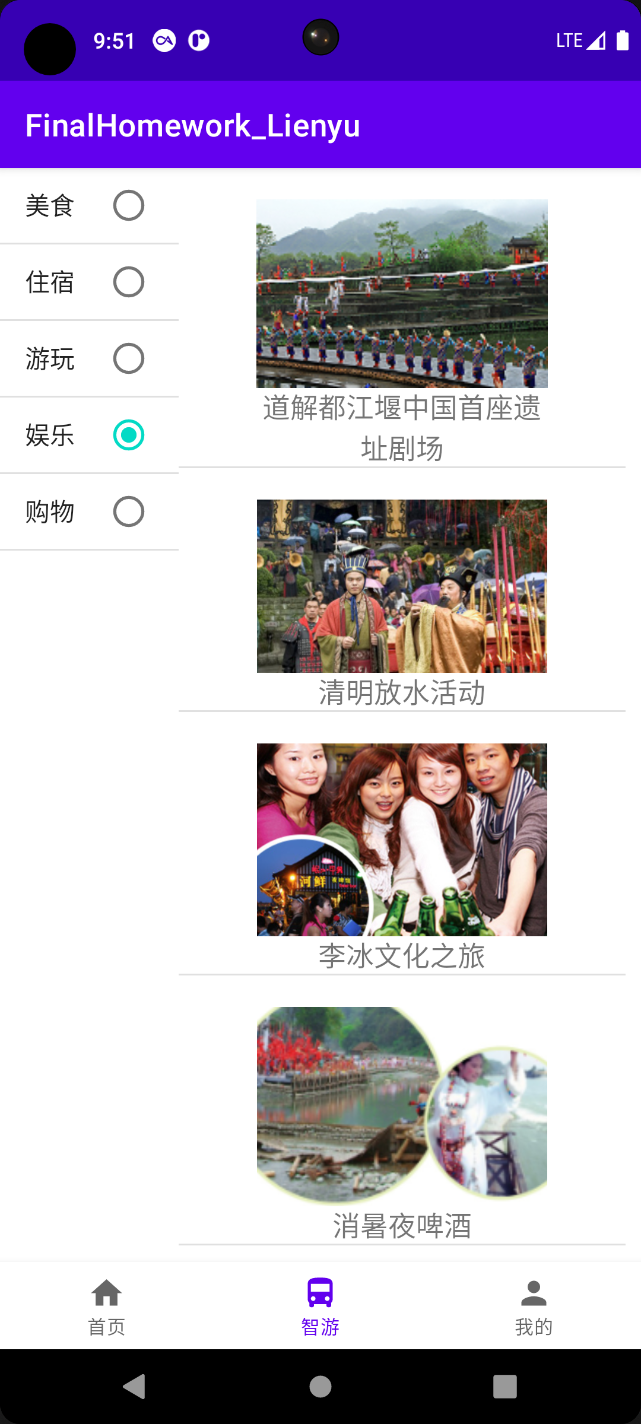 9:51
LTE
FinalHomework_Lienyu
美食
住宿
游玩
娱乐
购物
道解都江堰中国首座遗
址剧场
清明放水活动
河鲜
李冰文化之旅
消暑夜啤酒
首页
智游
我的